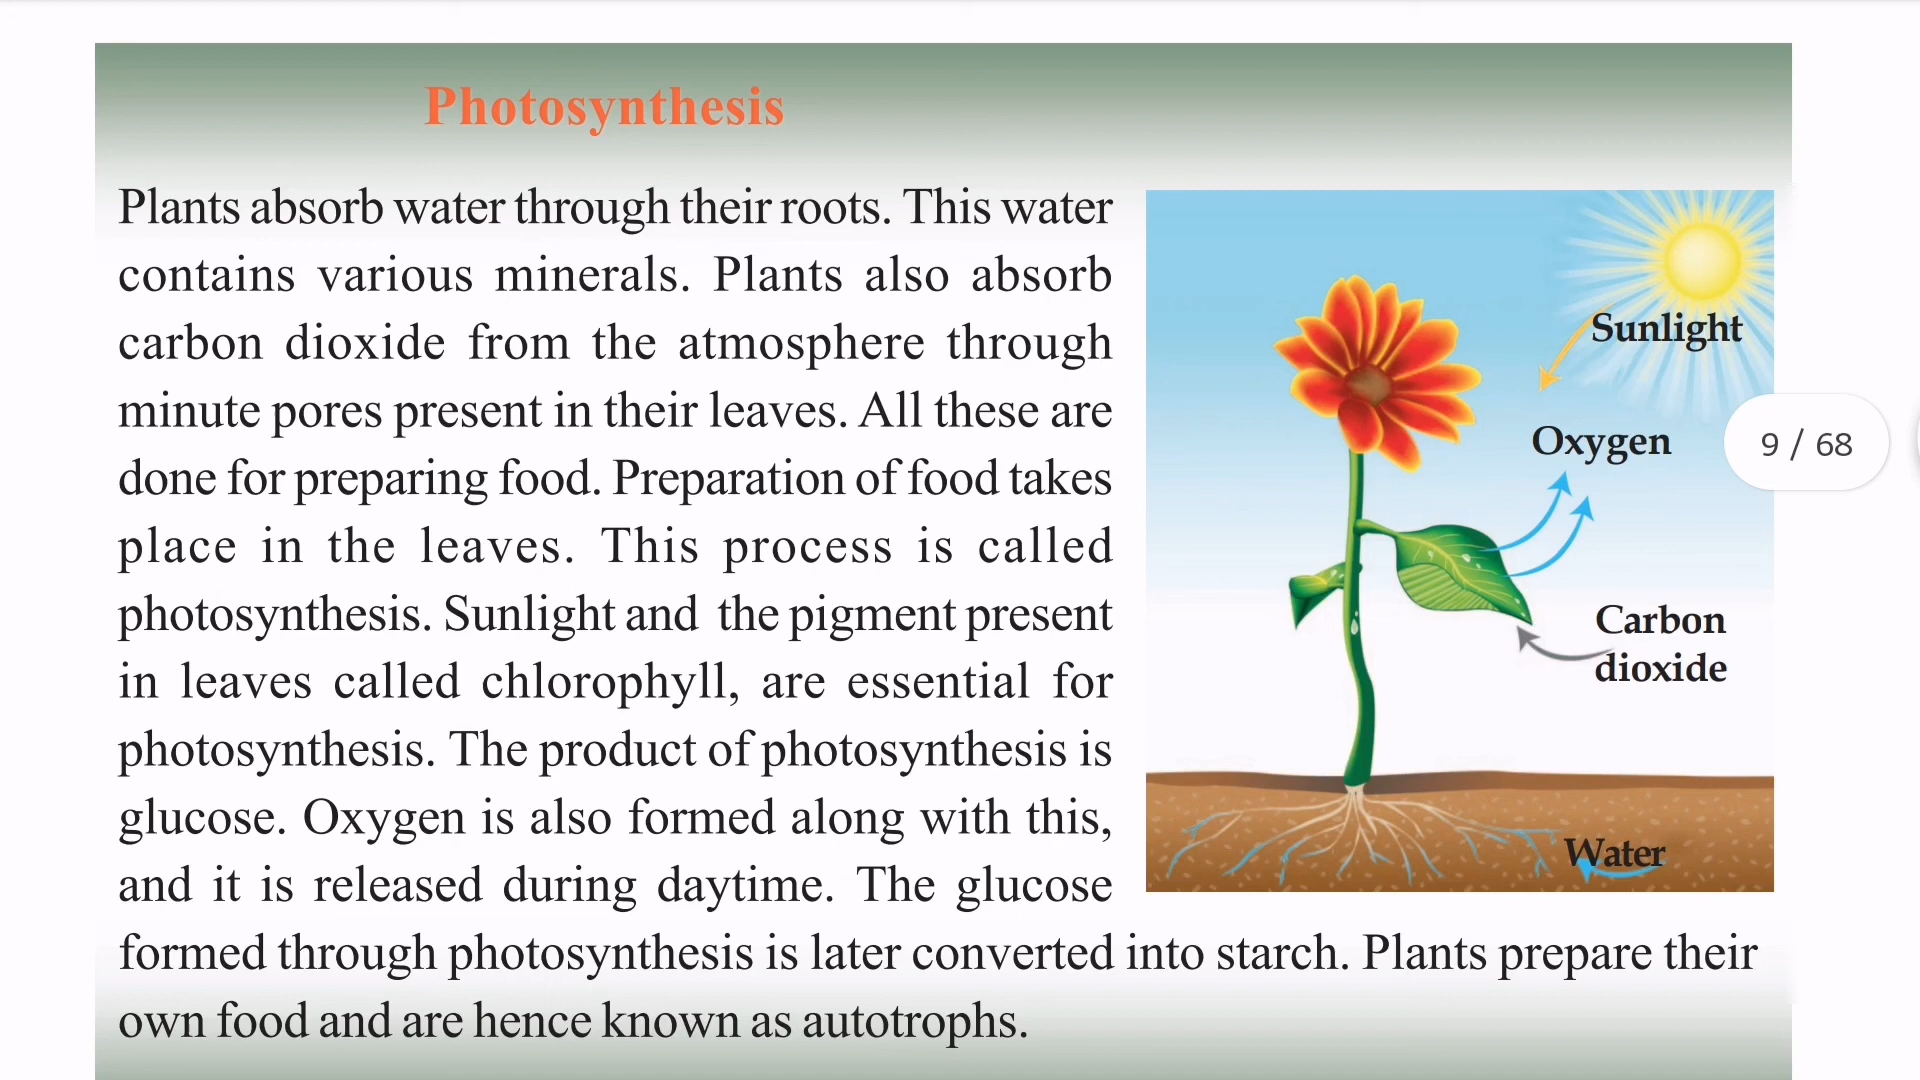 Photosynthesis
Plants absorb water through their roots. This water
contains various minerals. Plants also absorb
carbon dioxide from the atmosphere through
minute pores present in their leaves. All these are
done for preparing food. Preparation of food takes
place in the leaves. This process is called
photosynthesis. Sunlight and the pigment present
in leaves called chlorophyll, are essential for
photosynthesis. The product of photosynthesis is
glucose. Oxygen is also formed along with this,
and it is released during daytime. The glucose
formed through photosynthesis is later converted into starch. Plants prepare their
own food and are hence known as autotrophs.
Sunlight
Oxygen
Carbon
dioxide
Water
9 / 68